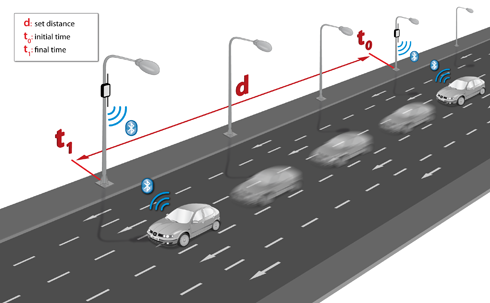 d: set distance
t0: initial time
t1: final time
t0
d
t1